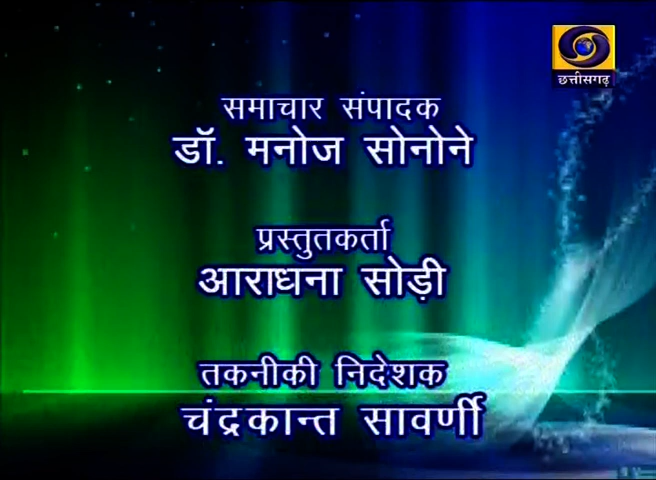 छत्तीसगढ़
समाचार संपादक
डॉ. मनोज सोनोने
प्रस्तुतकर्ता
आराधना सोड़ी
तकनीकी निदेशक
चंद्रकान्त सावर्णी